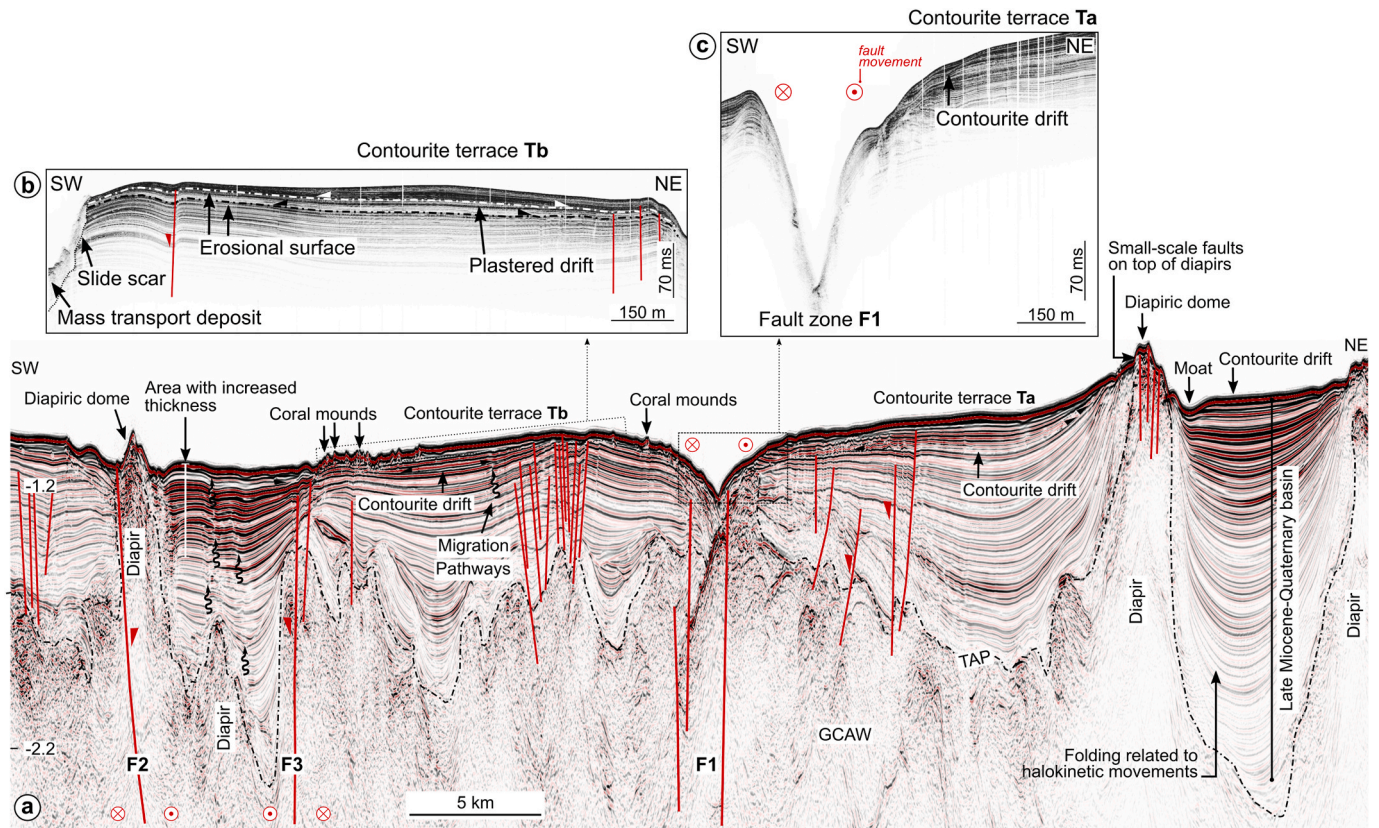 Contourite terrace Ta
c
SW
NE
fault
movement
Contourite drift
Fault zone F1
70 ms
150 m
Contourite terrace Tb
b
SW
NE
Erosional surface
Plastered drift
Slide scar
Mass transport deposit
70 ms
150 m
Small-scale faults
on top of diapirs
Diapiric dome
SW
NE
Diapiric dome
Area with increased
thickness
Coral mounds
Contourite terrace Tb
Coral mounds
Contourite terrace Ta
Moat
Contourite drift
-1.2
Contourite drift
Contourite drift
Migration
Pathways
Diapir
Diapir
Diapir
Diapir
Late Miocene-Quaternary basin
TAP
GCAW
-2.2
F2
F3
F1
Folding related to
halokinetic movements
a
5 km